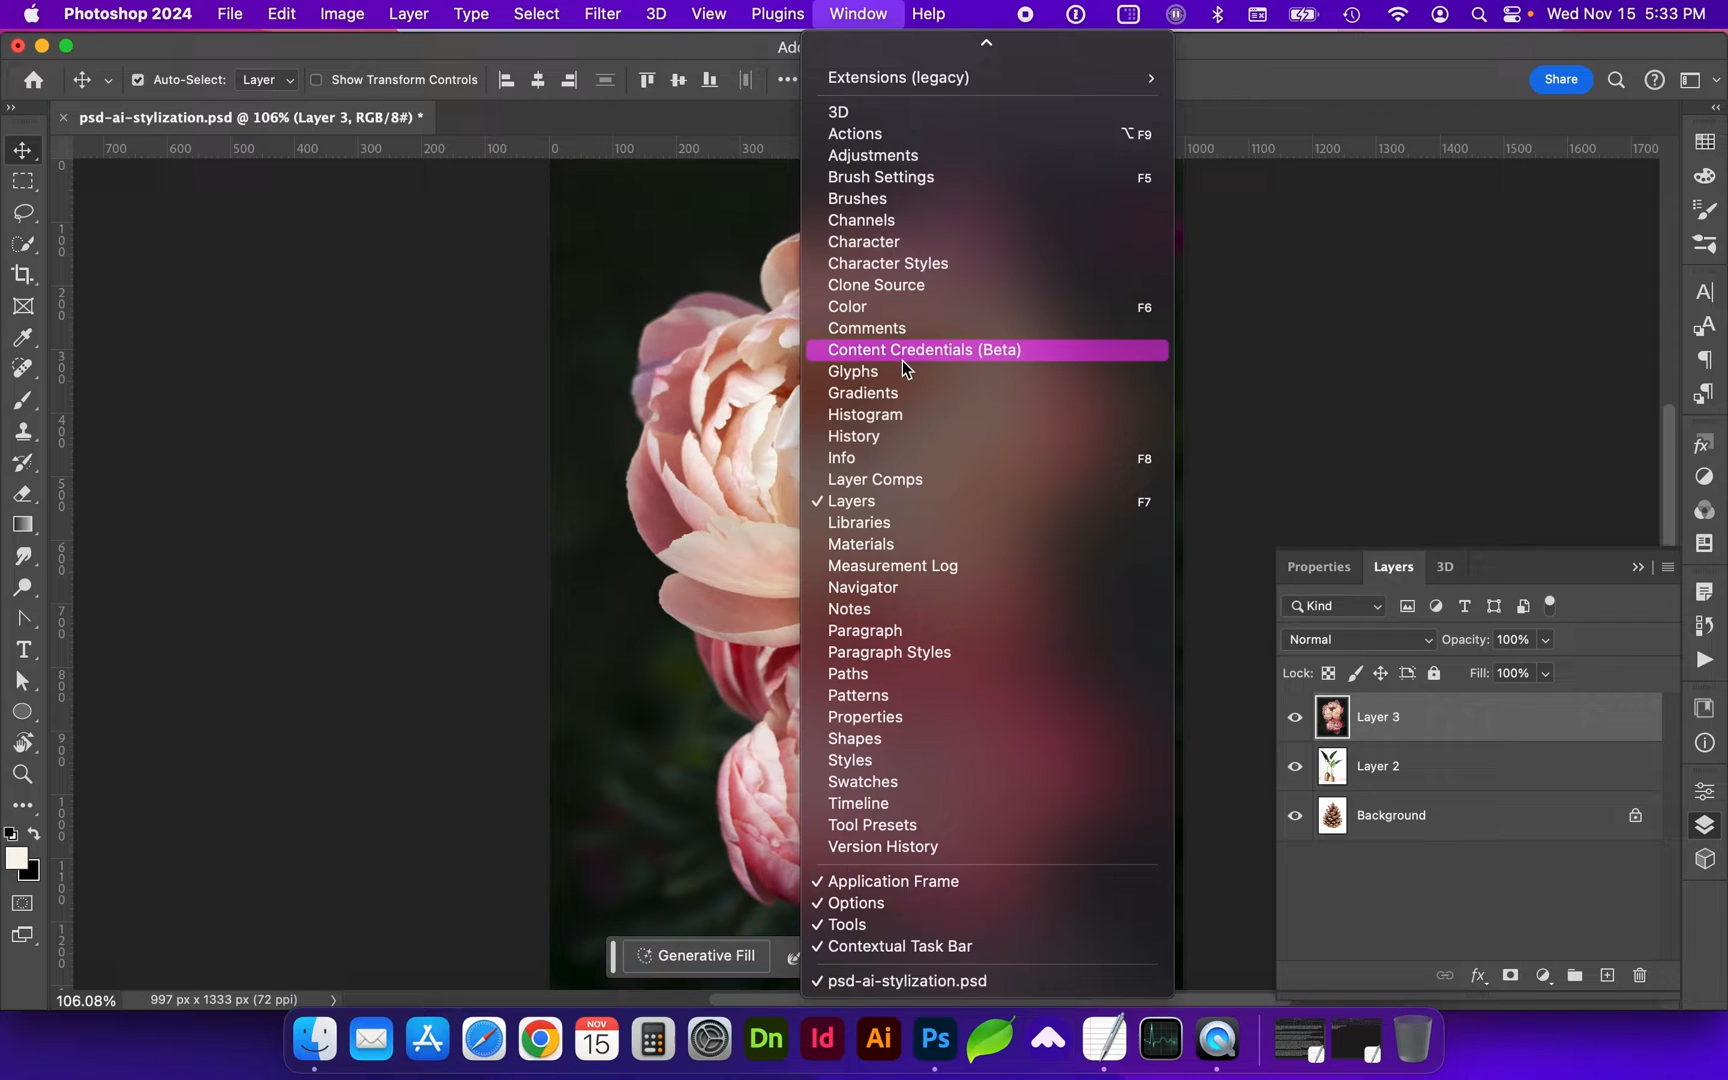 Photoshop 2024 File Edit Image Layer Type Select Filter 3D View Plugins Window Help Wed Nov 15 5:33 PM
Auto-Select: Layer Show Transform Controls Share
psd-ai-stylization.psd @ 106% (Layer 3, RGB/8#) *
700 600 500 400 300 200 100 0 100 200 300 1000 1100 1200 1300 1400 1500 1600 1700
Extensions (legacy)
3D
Actions ⌥ F9
Adjustments
Brush Settings F5
Brushes
Channels
Character
Character Styles
Clone Source
Color F6
Comments
Content Credentials (Beta)
Glyphs
Gradients
Histogram
History
Info F8
Layer Comps
✓ Layers F7
Libraries
Materials
Measurement Log
Navigator
Notes
Paragraph
Paragraph Styles
Paths
Patterns
Properties
Shapes
Styles
Swatches
Timeline
Tool Presets
Version History
✓ Application Frame
✓ Options
✓ Tools
✓ Contextual Task Bar
✓ psd-ai-stylization.psd
Properties Layers 3D
Kind
Normal Opacity: 100%
Lock: Fill: 100%
Layer 3
Layer 2
Background
Generative Fill
106.08% 997 px x 1333 px (72 ppi)
NOV
15
Dn Id Ai Ps